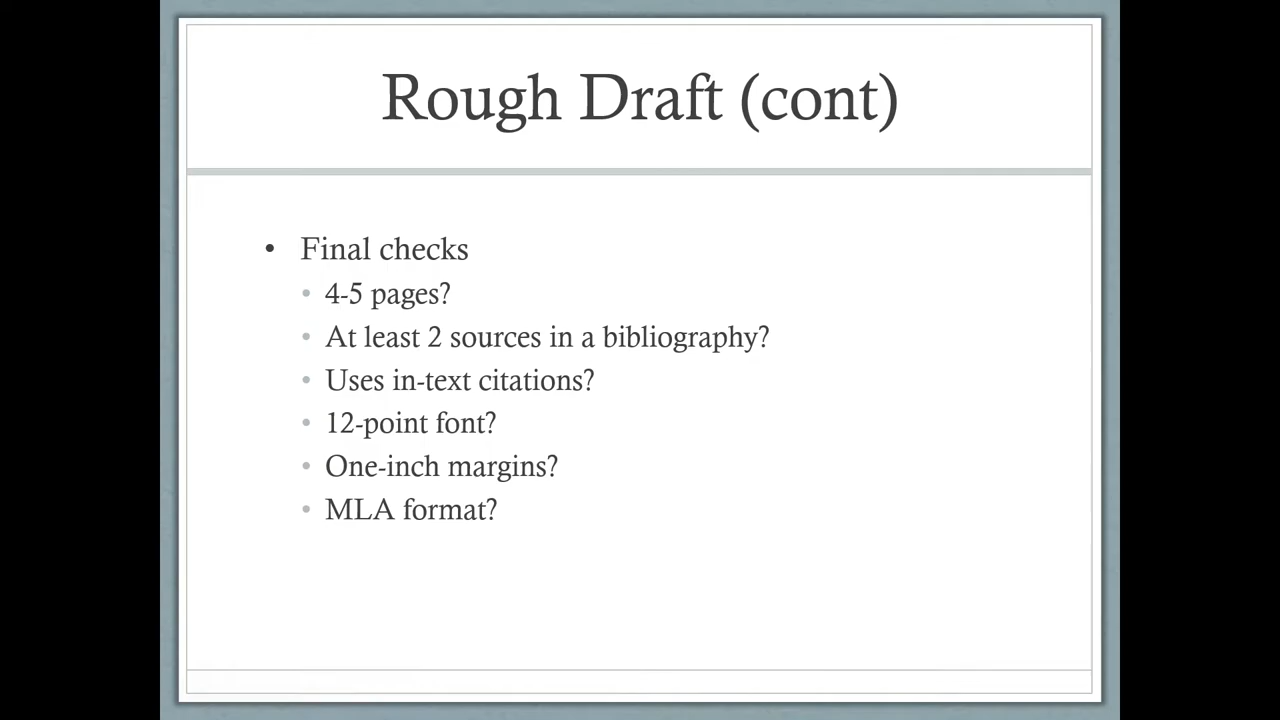 Rough Draft (cont)
• Final checks
• 4-5 pages?
• At least 2 sources in a bibliography?
• Uses in-text citations?
• 12-point font?
• One-inch margins?
• MLA format?